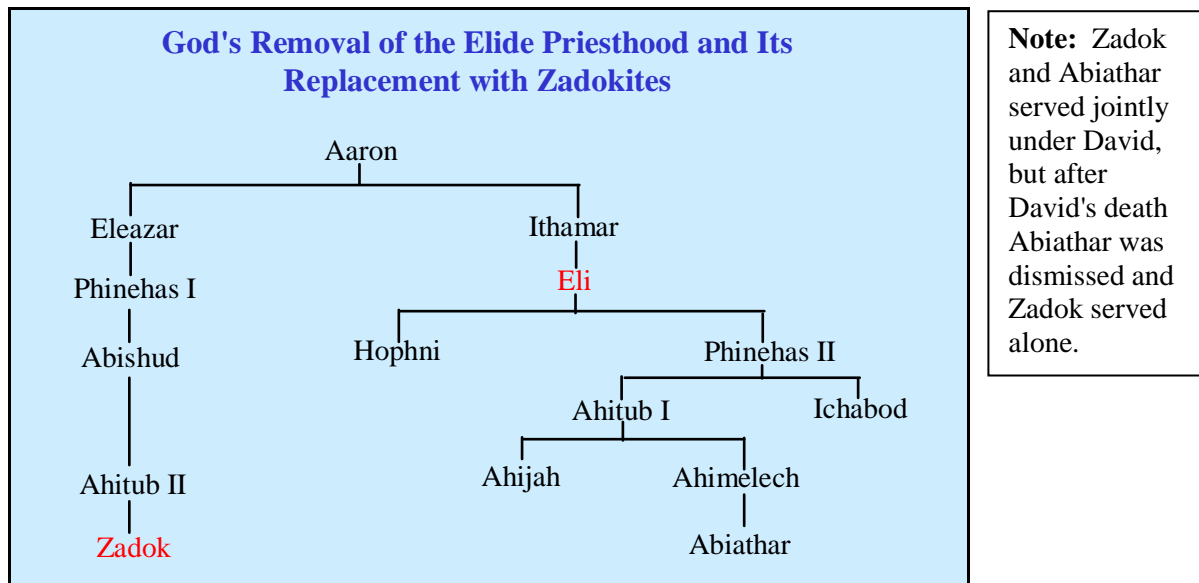 God's Removal of the Elide Priesthood and Its
Replacement with Zadokites
Aaron
Eleazar
Ithamar
Phinehas I
Eli
Abishud
Hophni
Phinehas II
Ahitub I
Ichabod
Ahitub II
Ahijah
Ahimelech
Zadok
Abiathar
Note: Zadok
and Abiathar
served jointly
under David,
but after
David's death
Abiathar was
dismissed and
Zadok served
alone.